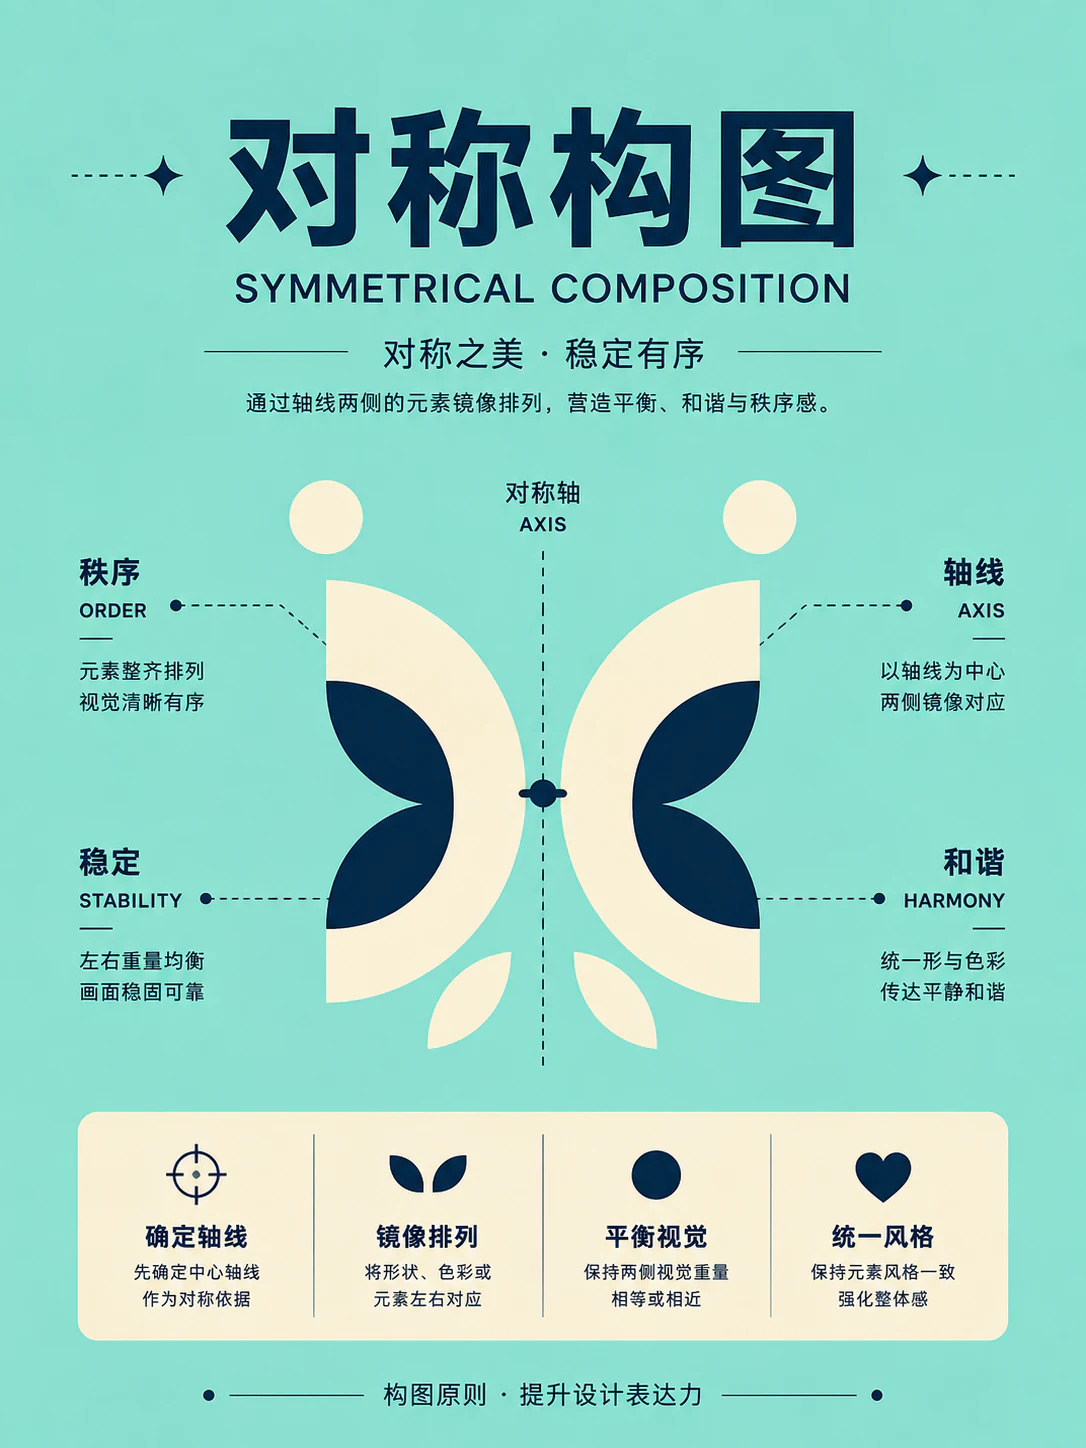 对称构图
SYMMETRICAL COMPOSITION
对称之美 · 稳定有序
通过轴线两侧的元素镜像排列，营造平衡、和谐与秩序感。
对称轴
AXIS
秩序
ORDER
元素整齐排列
视觉清晰有序
轴线
AXIS
以轴线为中心
两侧镜像对应
稳定
STABILITY
左右重量均衡
画面稳固可靠
和谐
HARMONY
统一形与色彩
传达平静和谐
确定轴线
先确定中心轴线
作为对称依据
镜像排列
将形状、色彩或
元素左右对应
平衡视觉
保持两侧视觉重量
相等或相近
统一风格
保持元素风格一致
强化整体感
构图原则 · 提升设计表达力